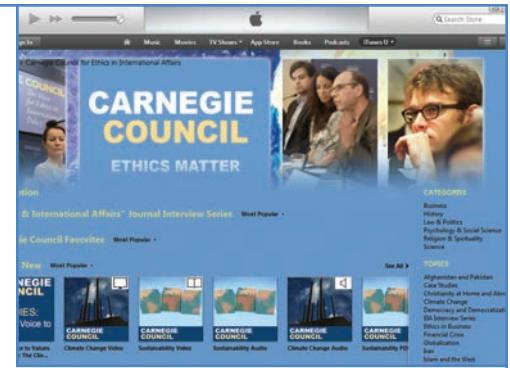 Search Store
Music Movies TV Shows App Store Books Podcasts iTunes U
Carnegie Council for Ethics in International Affairs
CARNEGIE
COUNCIL
ETHICS MATTER
CATEGORIES
Business
History
Law & Politics
Psychology & Social Science
Religion & Spirituality
Science
& International Affairs" Journal Interview Series Most Popular
Council Favorites Most Popular
New Most Popular
See All
TOPICS
Afghanistan and Pakistan
Case Studies
Christianity at Home and
Climate Change
Democracy and
EIA Interview Series
Ethics in Business
Financial Crisis
Globalization
Iran
Islam and the West
Voice to
CARNEGIE
COUNCIL
CARNEGIE
COUNCIL
CARNEGIE
COUNCIL
CARNEGIE
COUNCIL
CARNEGIE
COUNCIL
to Values
Climate Change Video
Sustainability Video
Sustainability Audio
Climate Change Audio
Sustainability